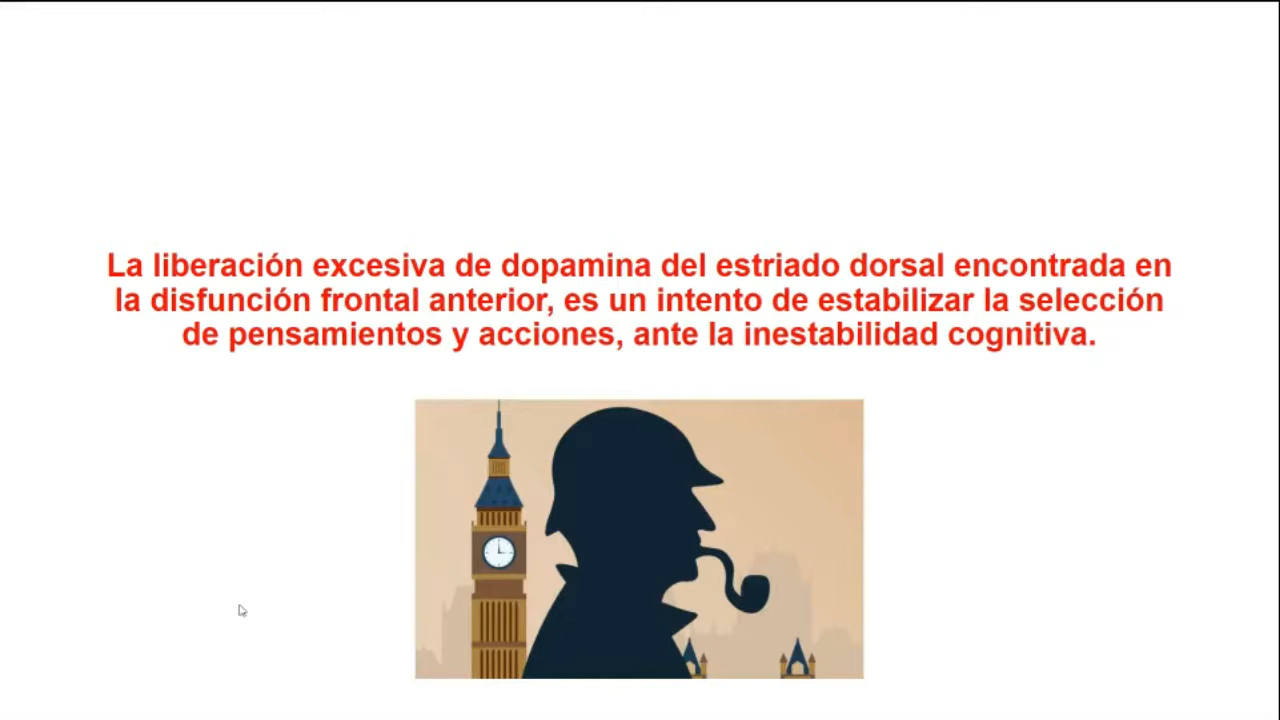 La liberación excesiva de dopamina del estriado dorsal encontrada en
la disfunción frontal anterior, es un intento de estabilizar la selección
de pensamientos y acciones, ante la inestabilidad cognitiva.